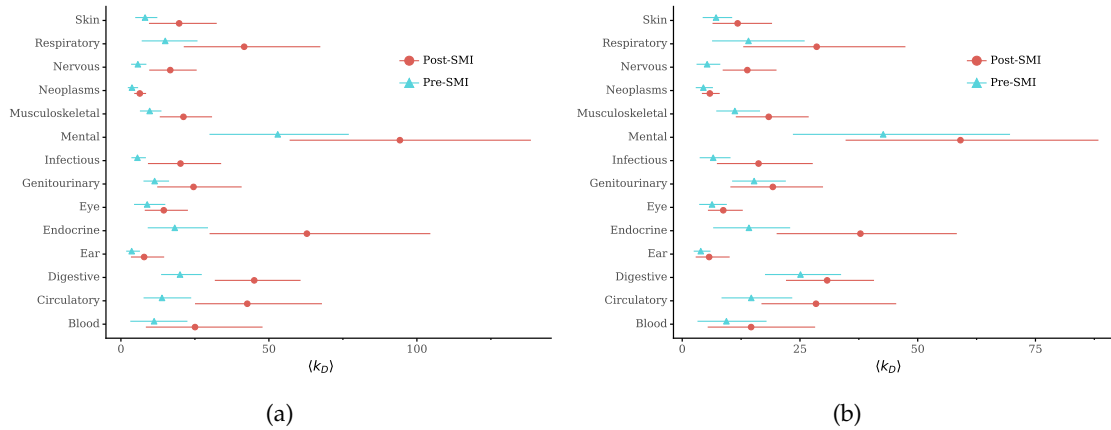 Skin
Respiratory
Nervous
Neoplasms
Musculoskeletal
Mental
Infectious
Genitourinary
Eye
Endocrine
Ear
Digestive
Circulatory
Blood
Post-SMI
Pre-SMI
0 50 100
⟨k_D⟩
(a)
Skin
Respiratory
Nervous
Neoplasms
Musculoskeletal
Mental
Infectious
Genitourinary
Eye
Endocrine
Ear
Digestive
Circulatory
Blood
Post-SMI
Pre-SMI
0 25 50 75
⟨k_D⟩
(b)